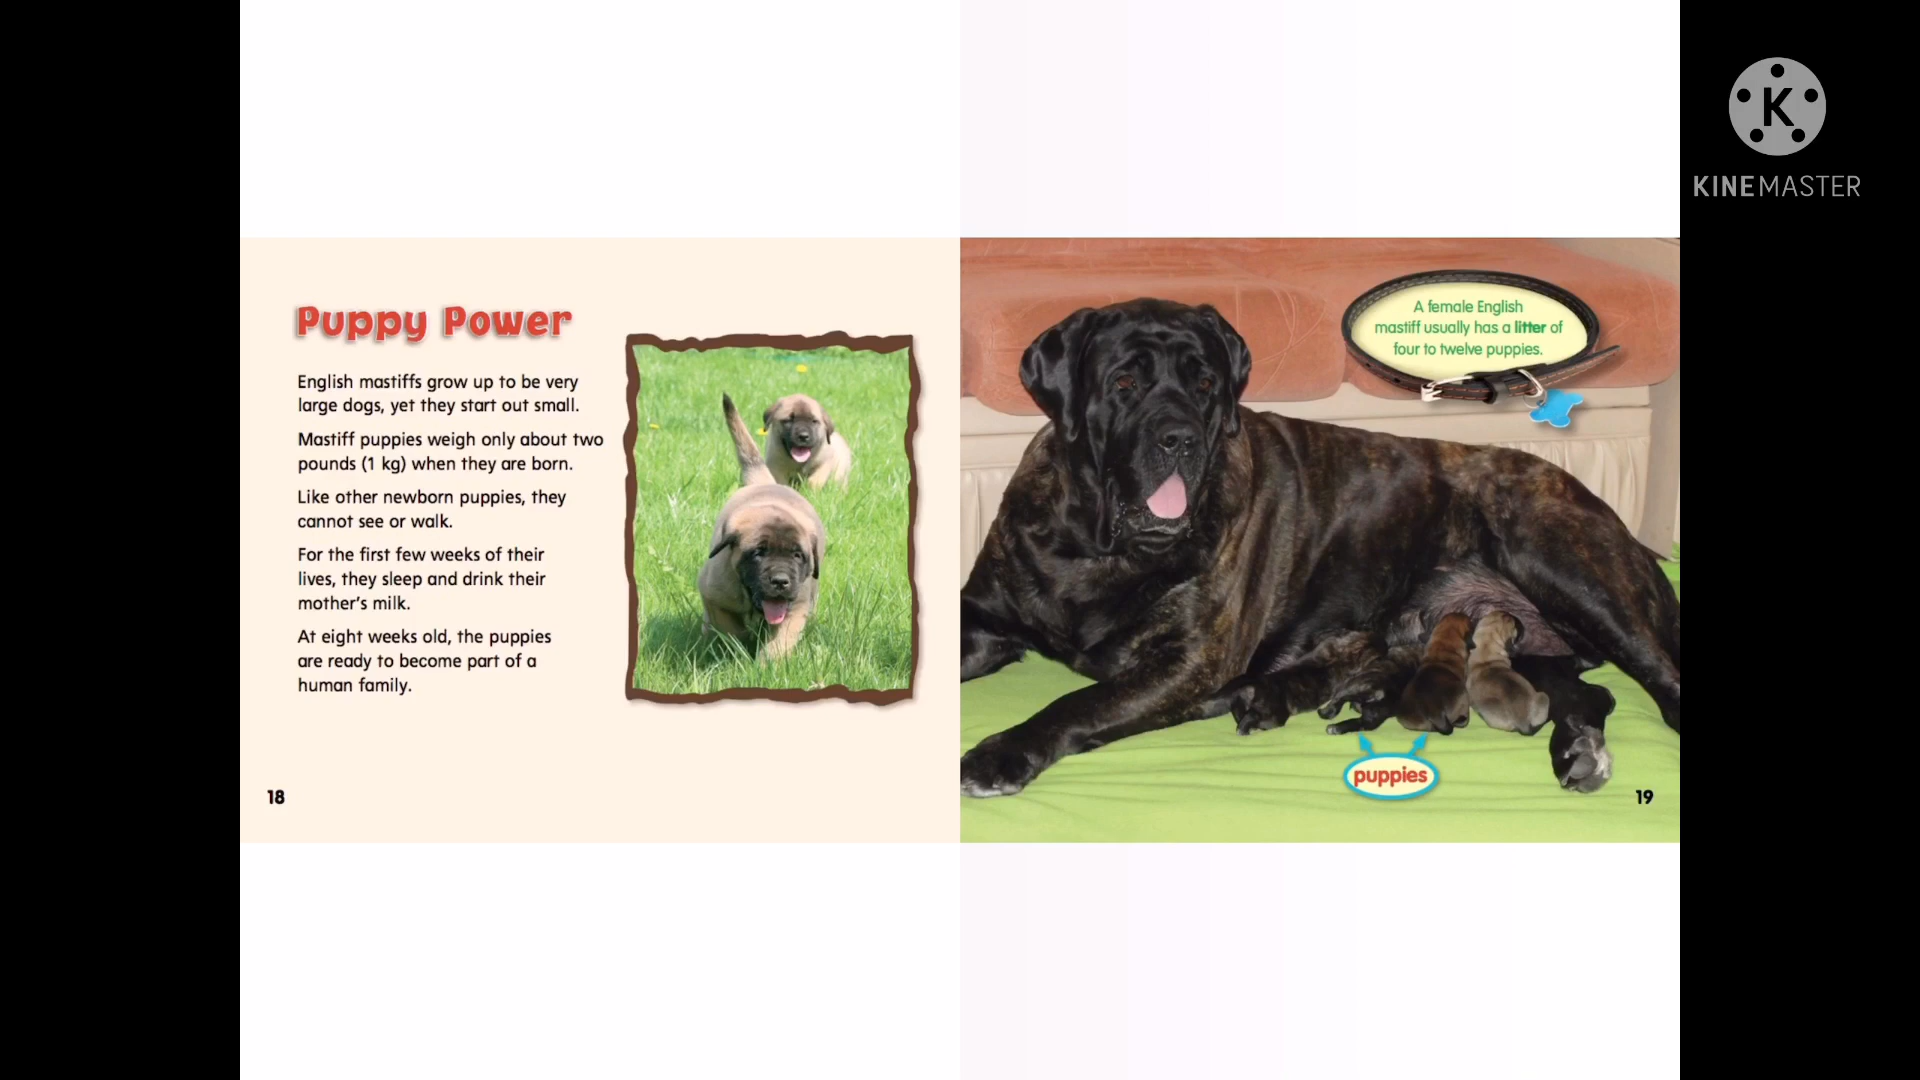 Puppy Power
English mastiffs grow up to be very
large dogs, yet they start out small.
Mastiff puppies weigh only about two
pounds (1 kg) when they are born.
Like other newborn puppies, they
cannot see or walk.
For the first few weeks of their
lives, they sleep and drink their
mother's milk.
At eight weeks old, the puppies
are ready to become part of a
human family.
18
A female English
mastiff usually has a litter of
four to twelve puppies.
puppies
19
K
KINEMASTER